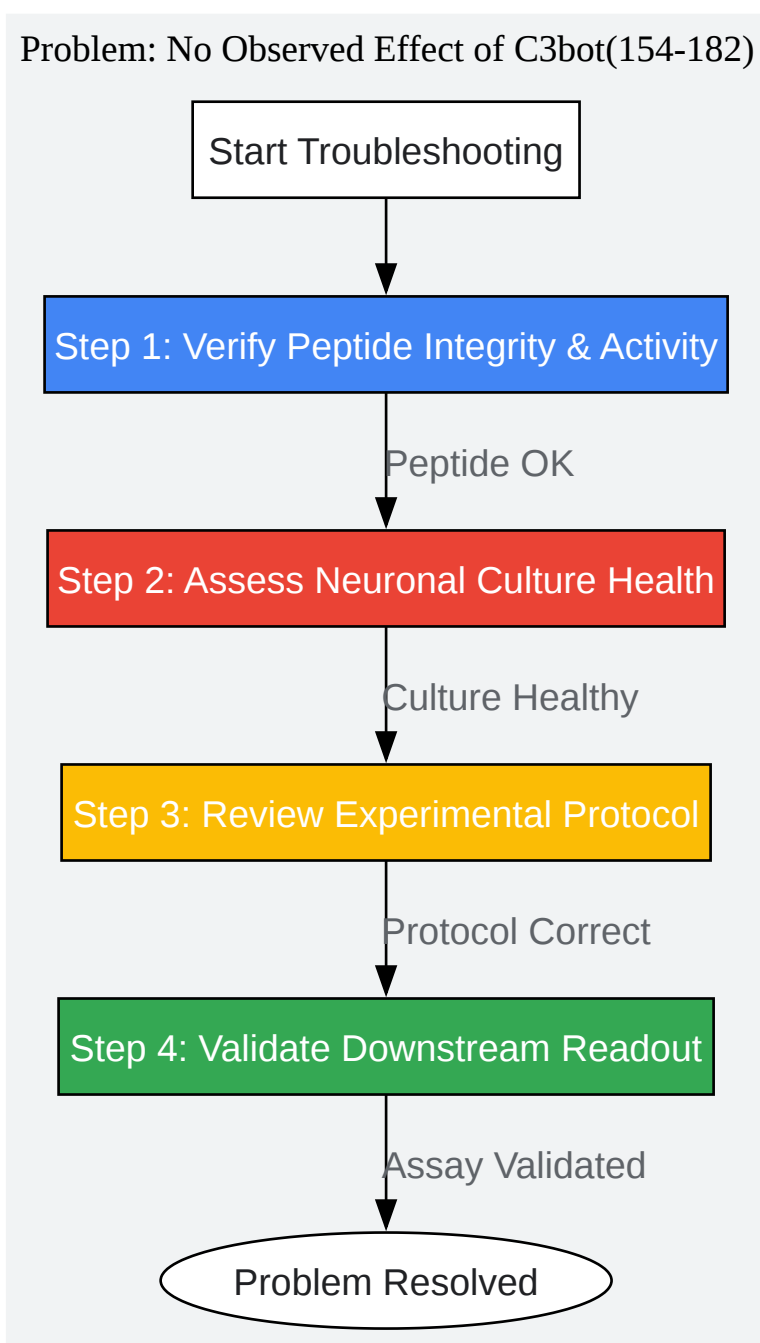 Problem: No Observed Effect of C3bot(154-182)
Start Troubleshooting
Step 1: Verify Peptide Integrity & Activity
Peptide OK
Step 2: Assess Neuronal Culture Health
Culture Healthy
Step 3: Review Experimental Protocol
Protocol Correct
Step 4: Validate Downstream Readout
Assay Validated
Problem Resolved